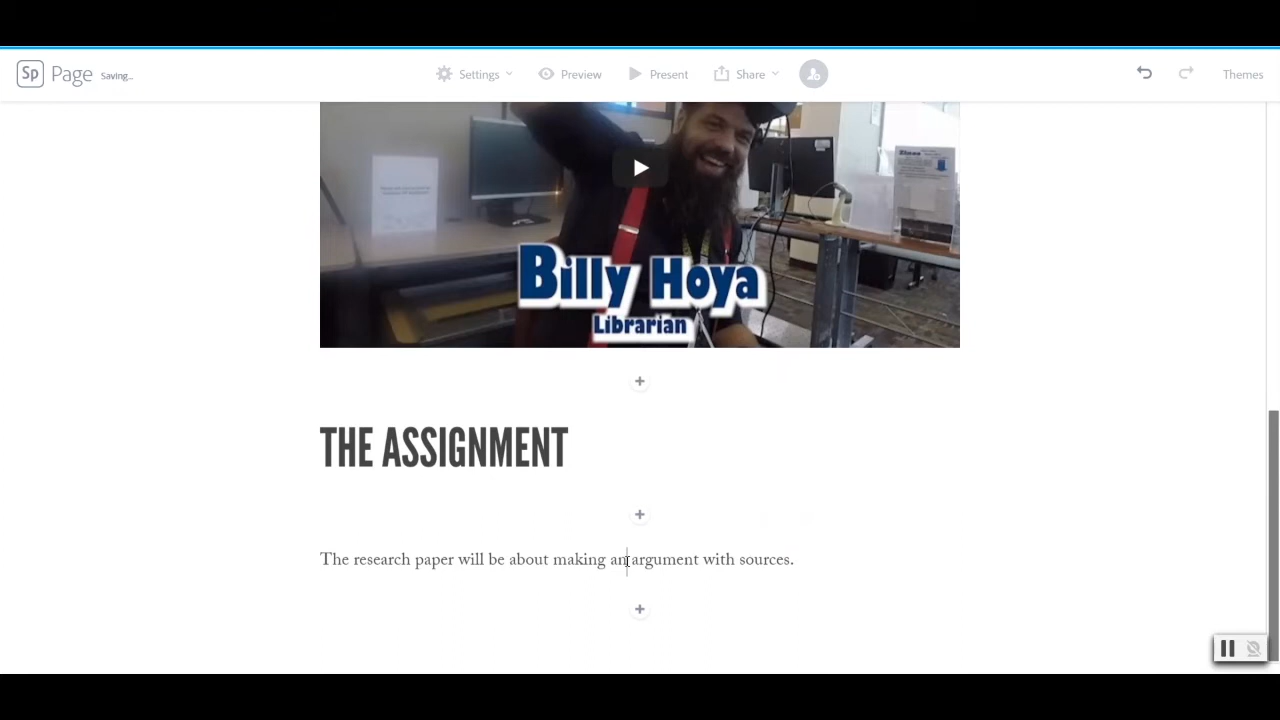 Sp Page Saving... Settings Preview Present Share Themes
Billy Hoya
Librarian
THE ASSIGNMENT
The research paper will be about making an argument with sources.